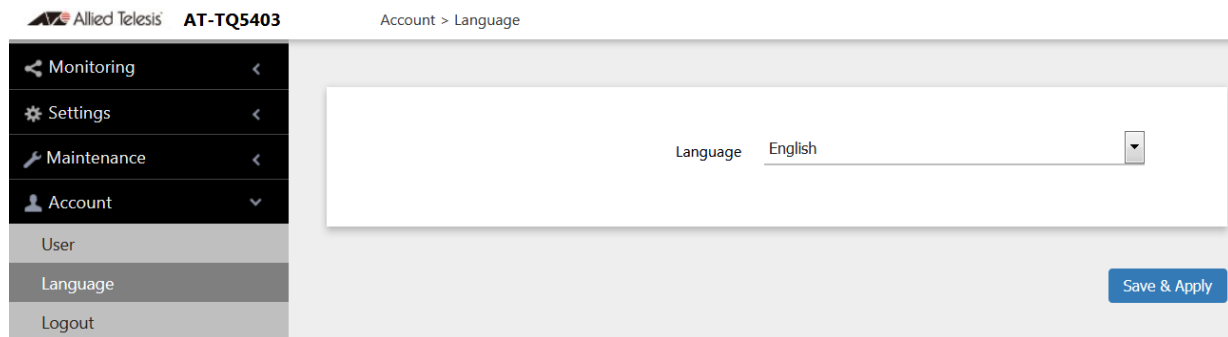 Allied Telesis AT-TQ5403 Account > Language
Monitoring
Settings
Maintenance
Account
User
Language
Logout
Language English
Save & Apply